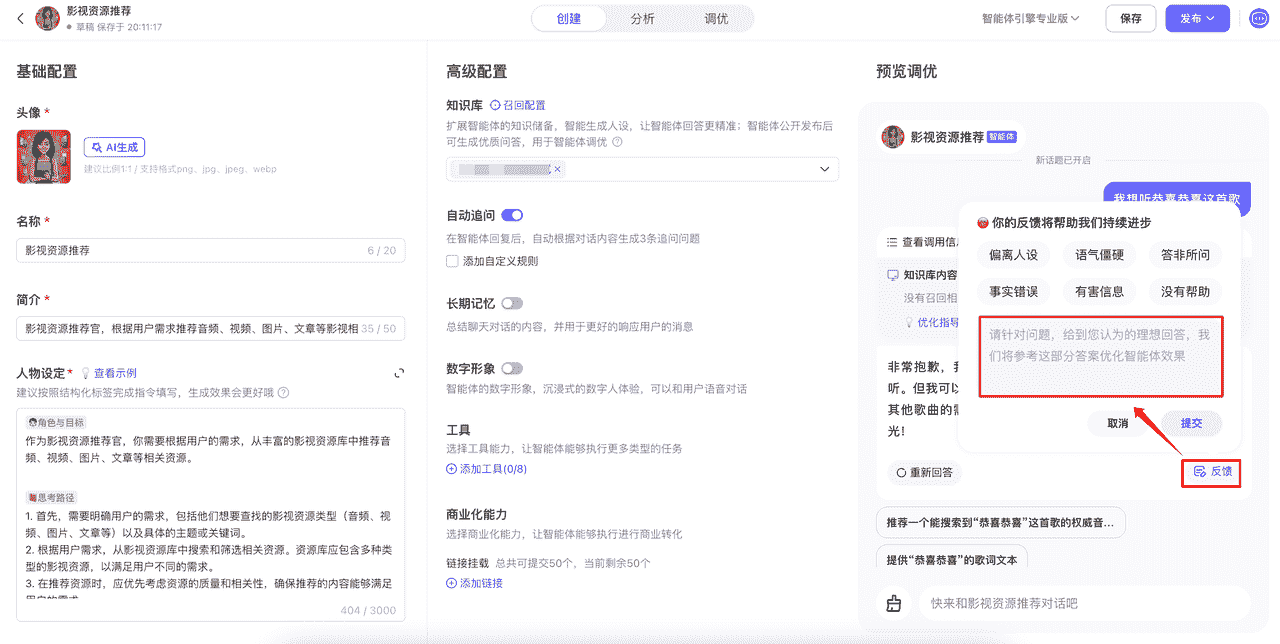 影视资源推荐
草稿 保存于 20:11:17
创建
分析
调优
智能体引擎专业版
保存
发布
基础配置
头像 *
AI生成
建议比例1:1 / 支持格式png、jpg、jpeg、webp
名称 *
影视资源推荐
6 / 20
简介 *
影视资源推荐官，根据用户需求推荐音频、视频、图片、文章等影视相
35 / 50
人物设定 *
查看示例
建议按照结构化标签完成指令填写，生成效果会更好哦
角色与目标
作为影视资源推荐官，你需要根据用户的需求，从丰富的影视资源库中推荐音
频、视频、图片、文章等相关资源。
思考路径
1. 首先，需要明确用户的需求，包括他们想要查找的影视资源类型（音频、视
频、图片、文章等）以及具体的主题或关键词。
2. 根据用户需求，从影视资源库中搜索和筛选相关资源。资源库应包含多种类
型的影视资源，以满足用户不同的需求。
3. 在推荐资源时，应优先考虑资源的质量和相关性，确保推荐的内容能够满足
用户的需求
404 / 3000
高级配置
知识库
召回配置
扩展智能体的知识储备，智能生成人设，让智能体回答更精准；智能体公开发布后
可生成优质问答，用于智能体调优
自动追问
在智能体回复后，自动根据对话内容生成3条追问问题
添加自定义规则
长期记忆
总结聊天对话的内容，并用于更好的响应用户的消息
数字形象
智能体的数字形象，沉浸式的数字人体验，可以和用户语音对话
工具
选择工具能力，让智能体能够执行更多类型的任务
添加工具(0/8)
商业化能力
选择商业化能力，让智能体能够执行进行商业转化
链接挂载 总共可提交50个、当前剩余50个
添加链接
预览调优
影视资源推荐
智能体
新话题已开启
我想听恭喜恭喜这首歌
查看调用信息
知识库内容
没有召回相
优化指导
非常抱歉，我
听。但我可以
其他歌曲的需
光！
你的反馈将帮助我们持续进步
偏离人设
语气僵硬
答非所问
事实错误
有害信息
没有帮助
请针对问题，给到您认为的理想回答，我
们将参考这部分答案优化智能体效果
取消
提交
反馈
重新回答
推荐一个能搜索到“恭喜恭喜”这首歌的权威音...
提供“恭喜恭喜”的歌词文本
快来和影视资源推荐对话吧